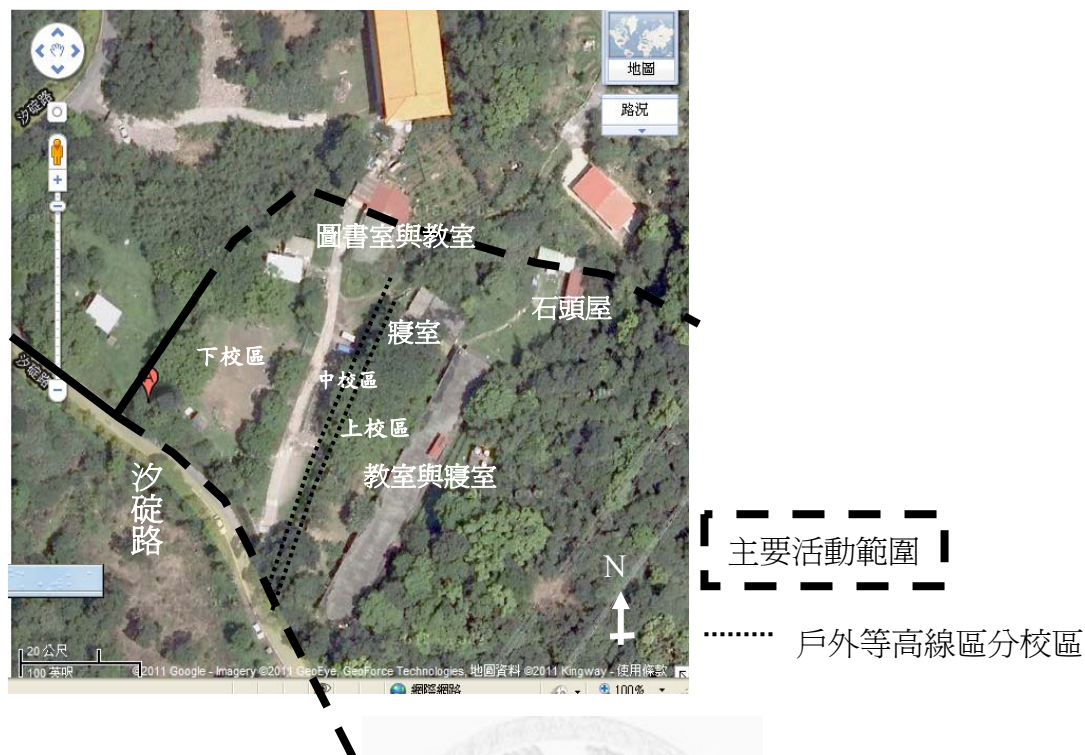 地圖
路況
汐碇路
圖書室與教室
石頭屋
寢室
下校區
中校區
上校區
汐碇路
教室與寢室
汐碇路
N
主要活動範圍
戶外等高線區分校區
20 公尺
100 英呎
©2011 Google - Imagery ©2011 GeoEye, GeoForce Technologies, 地圖資料 ©2011 Kingway - 使用條款
網際網路
100%